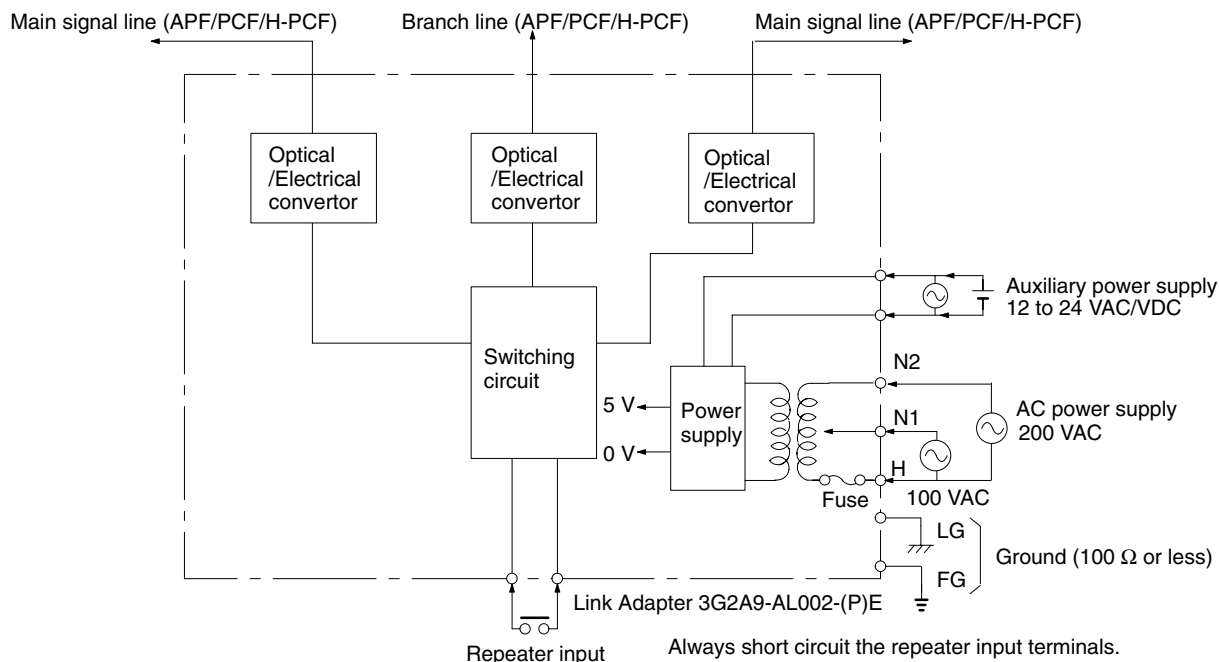 Main signal line (APF/PCF/H-PCF)
Branch line (APF/PCF/H-PCF)
Main signal line (APF/PCF/H-PCF)
Optical
/Electrical
convertor
Optical
/Electrical
convertor
Optical
/Electrical
convertor
Auxiliary power supply
12 to 24 VAC/VDC
Switching
circuit
5 V
0 V
Power
supply
N2
N1
H
Fuse
100 VAC
AC power supply
200 VAC
LG
FG
Ground (100 Ω or less)
Link Adapter 3G2A9-AL002-(P)E
Repeater input
Always short circuit the repeater input terminals.